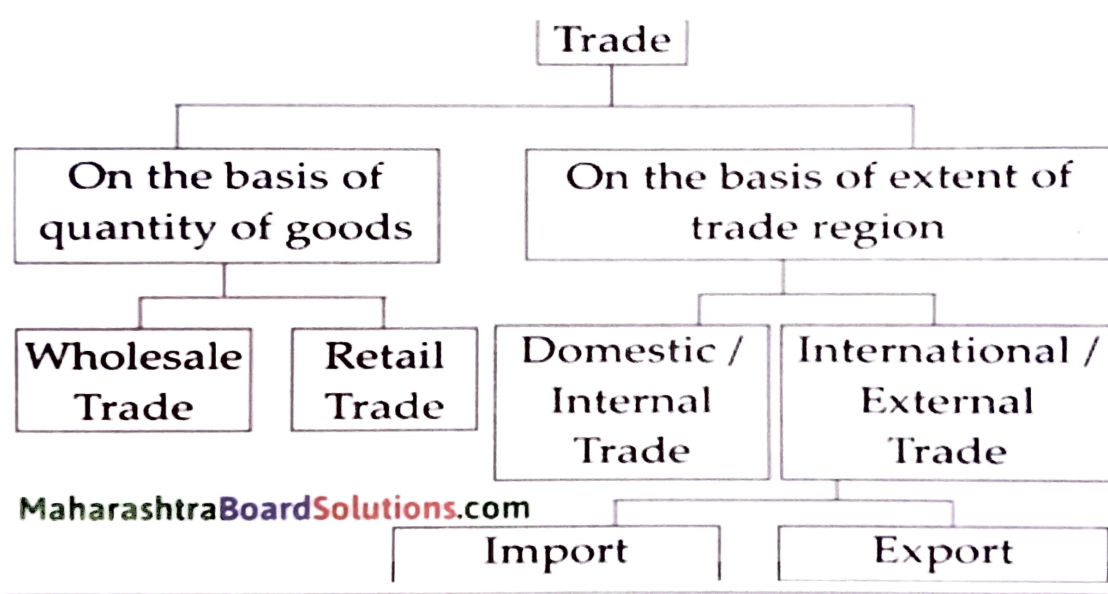 Trade
On the basis of
quantity of goods
On the basis of extent of
trade region
Wholesale
Trade
Retail
Trade
Domestic /
Internal
Trade
International /
External
Trade
MaharashtraBoardSolutions.com
Import
Export